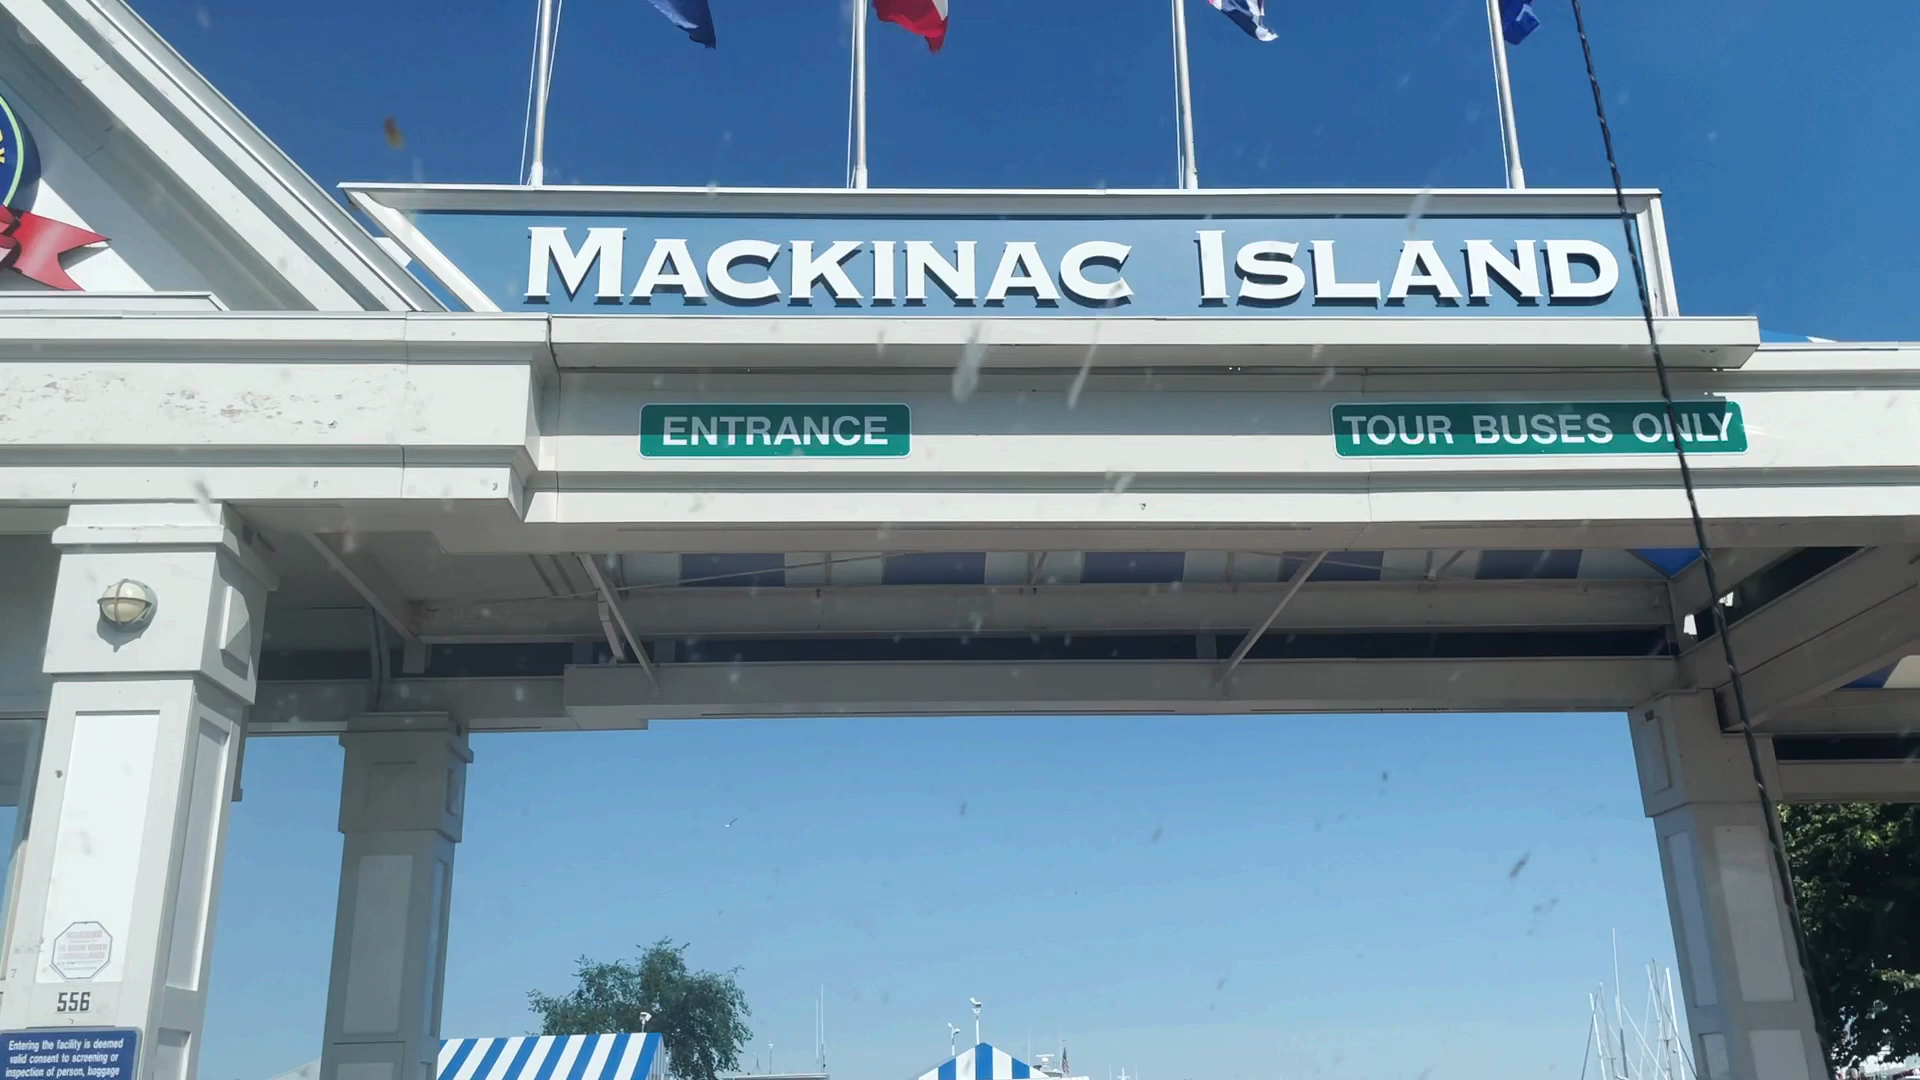 MACKINAC ISLAND
ENTRANCE
TOUR BUSES ONLY
556
Entering the facility is deemed
valid consent to screening or
inspection of person, baggage